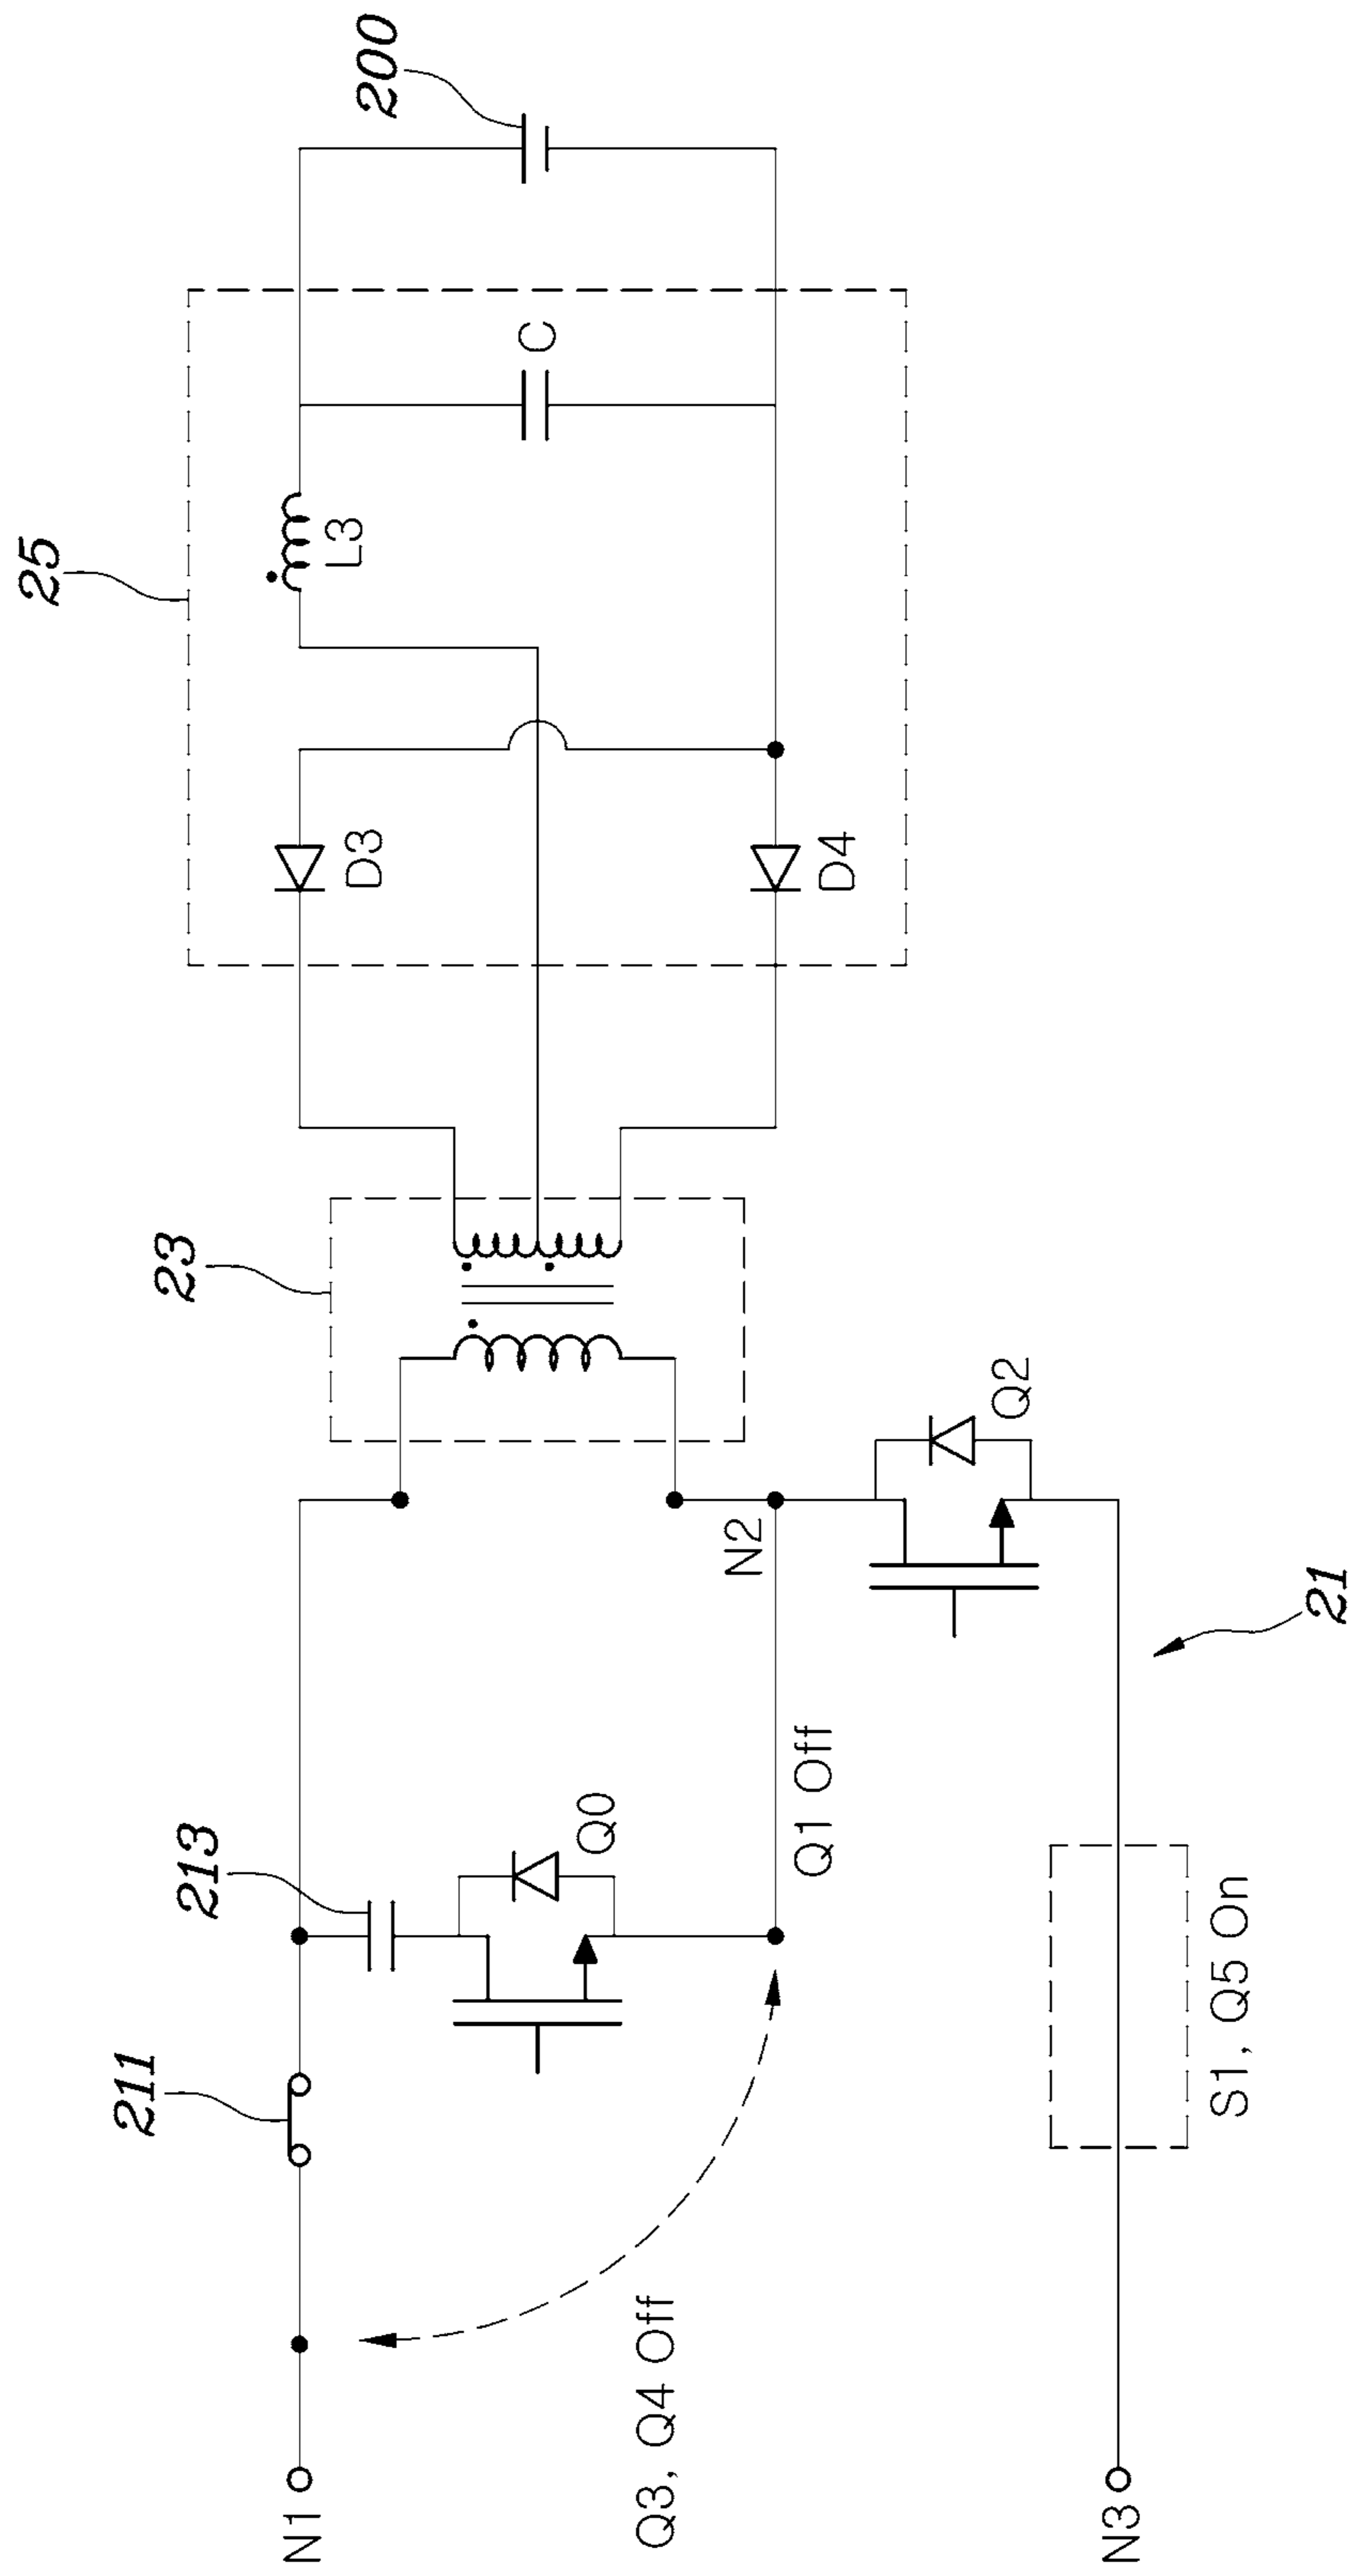 25
200
C
L3
D3
D4
23
213
211
Q0
N2
Q2
Q1 Off
21
N1
Q3, Q4 Off
S1, Q5 On
N3